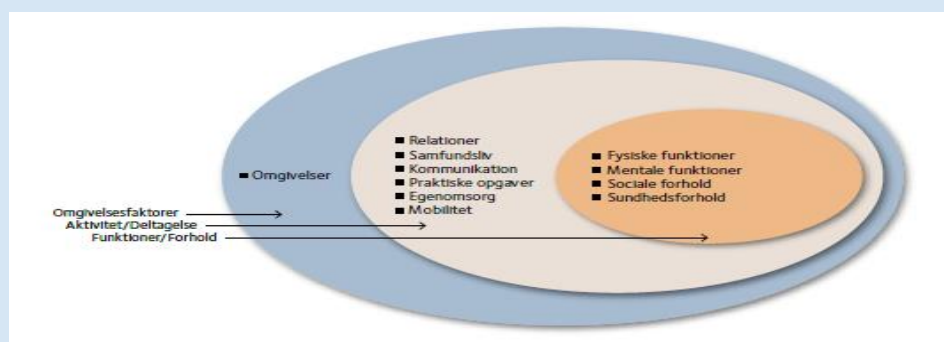 ■ Omgivelser
■ Relationer
■ Samfundsliv
■ Kommunikation
■ Praktiske opgaver
■ Egenomsorg
■ Mobilitet
■ Fysiske funktioner
■ Mentale funktioner
■ Sociale forhold
■ Sundhedsforhold
Omgivelsesfaktorer
Aktivitet/Deltagelse
Funktioner/Forhold